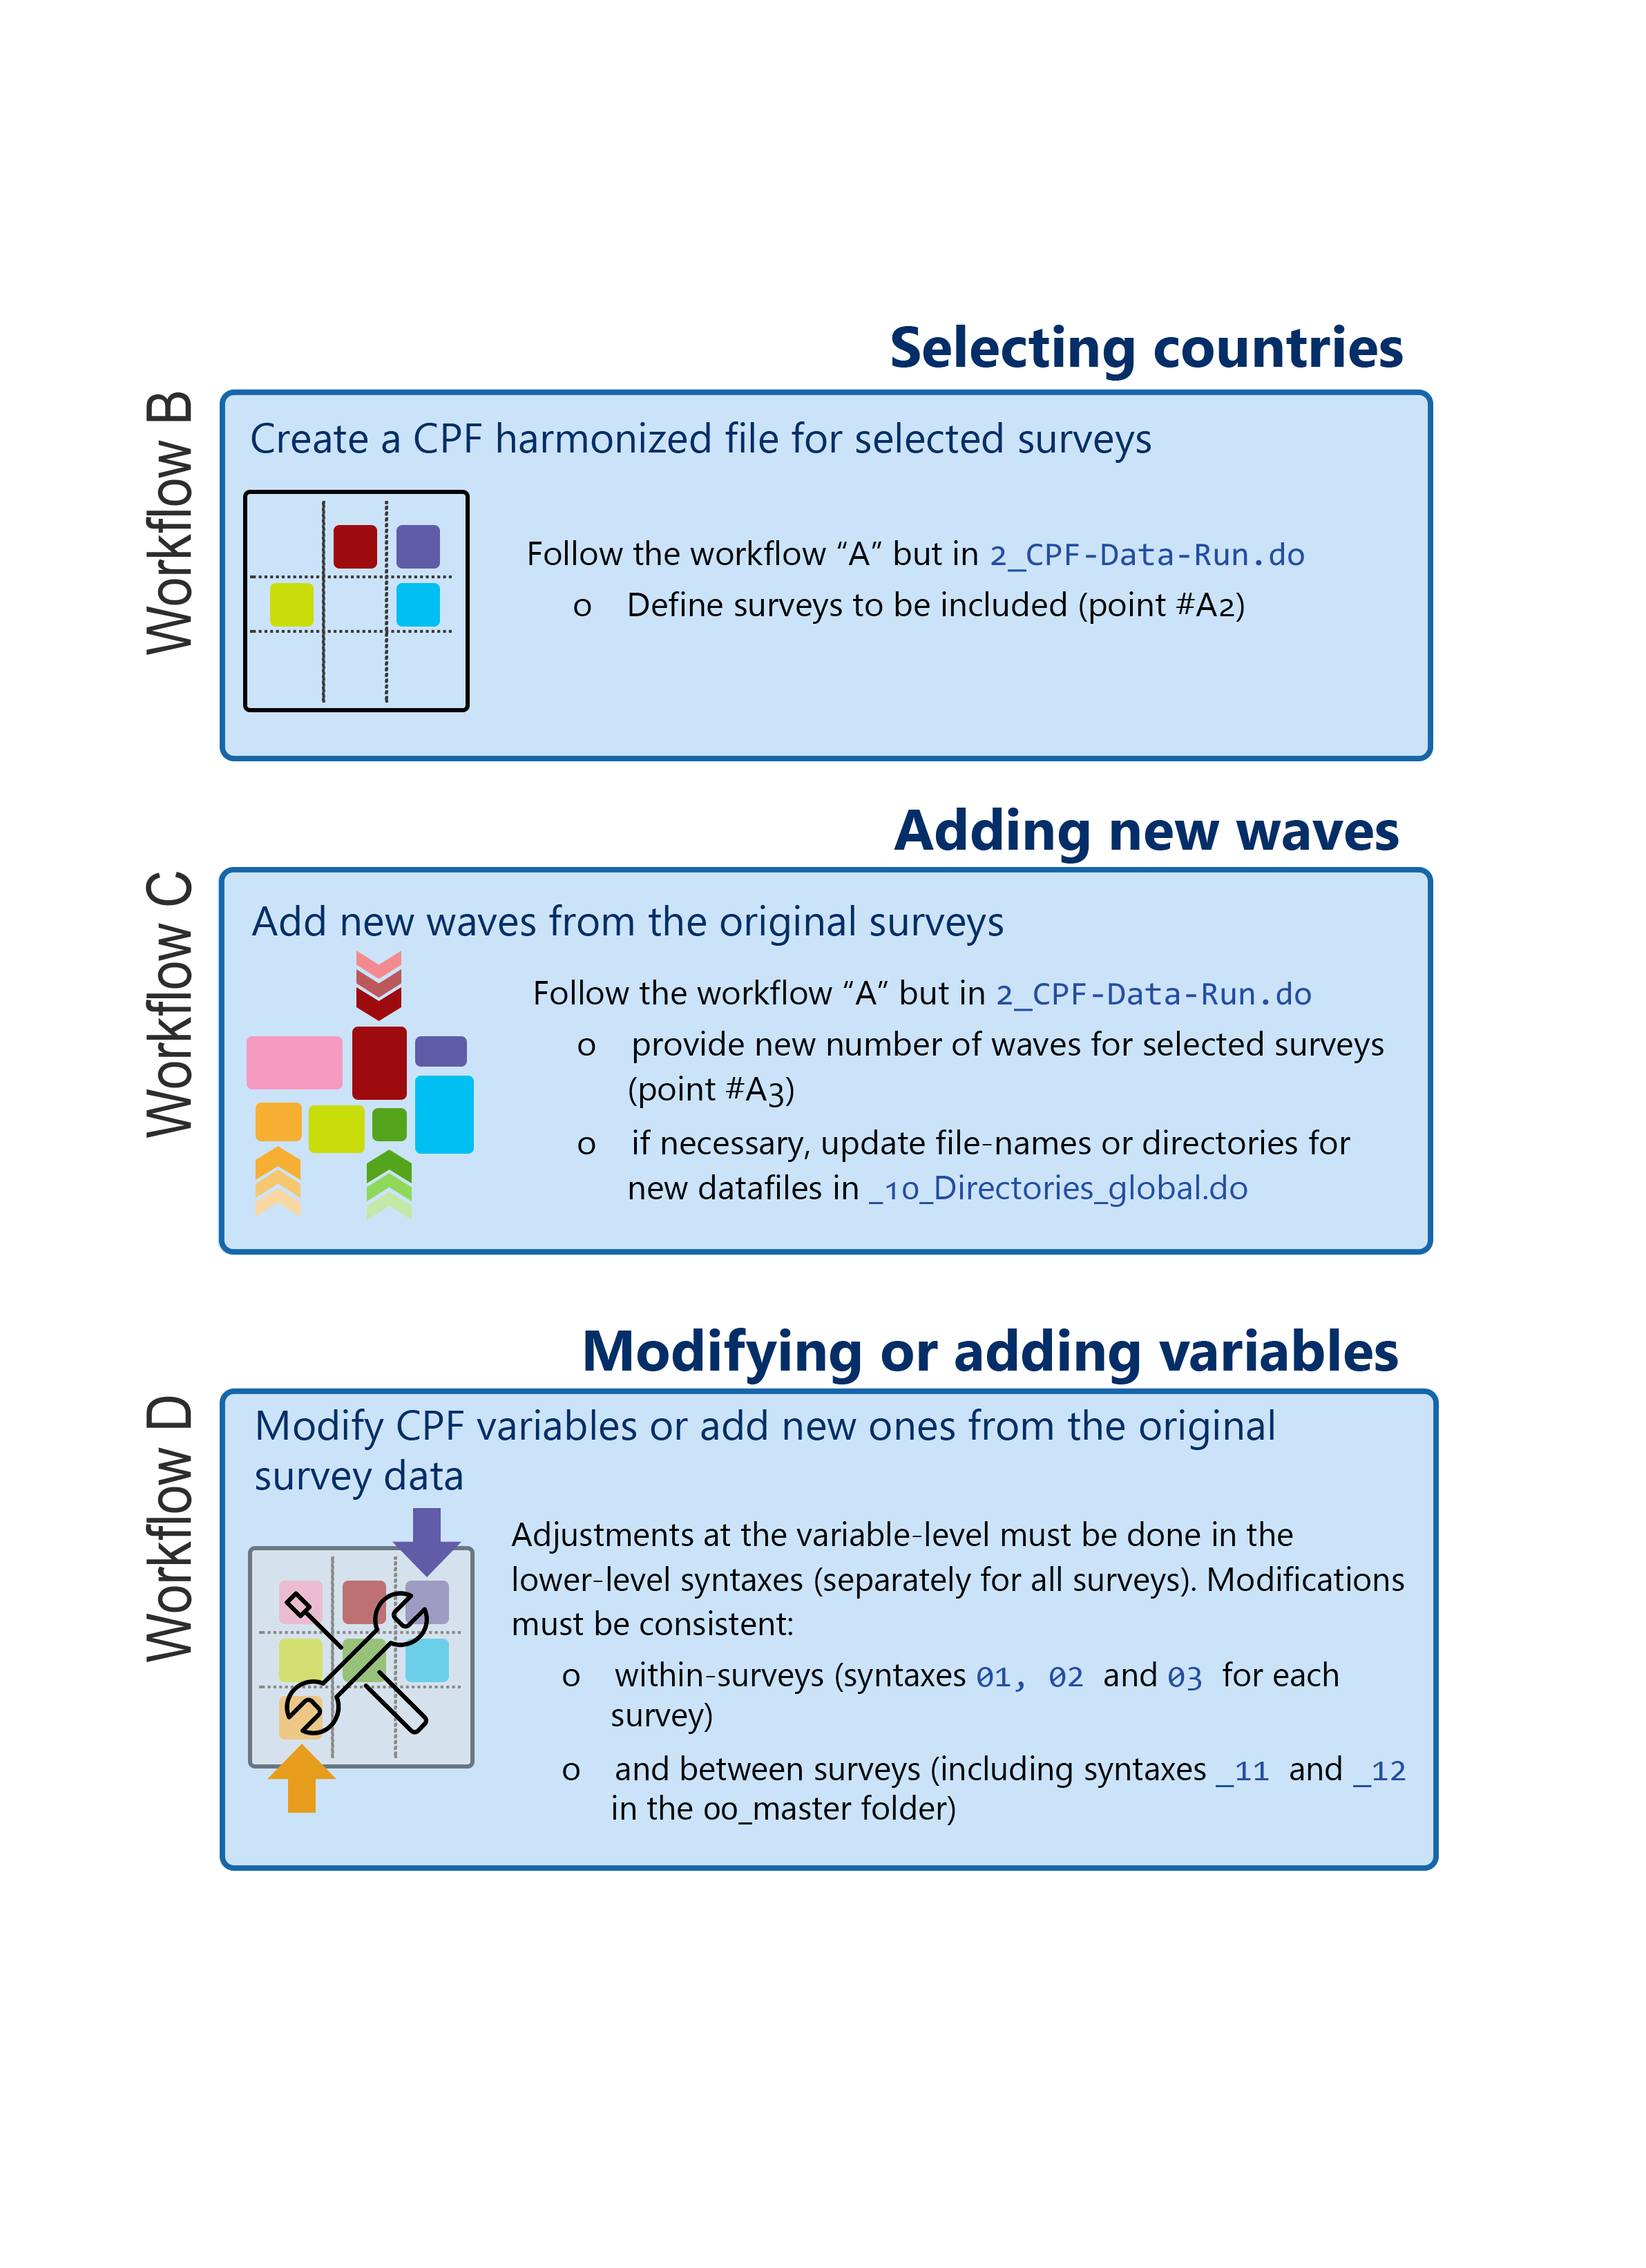 Selecting countries
Workflow B
Create a CPF harmonized file for selected surveys
Follow the workflow “A” but in 2_CPF-Data-Run.do
o Define surveys to be included (point #A2)
Adding new waves
Workflow C
Add new waves from the original surveys
Follow the workflow “A” but in 2_CPF-Data-Run.do
o provide new number of waves for selected surveys
(point #A3)
o if necessary, update file-names or directories for
new datafiles in _10_Directories_global.do
Modifying or adding variables
Workflow D
Modify CPF variables or add new ones from the original
survey data
Adjustments at the variable-level must be done in the
lower-level syntaxes (separately for all surveys). Modifications
must be consistent:
o within-surveys (syntaxes 01, 02 and 03 for each
survey)
o and between surveys (including syntaxes _11 and _12
in the 00_master folder)